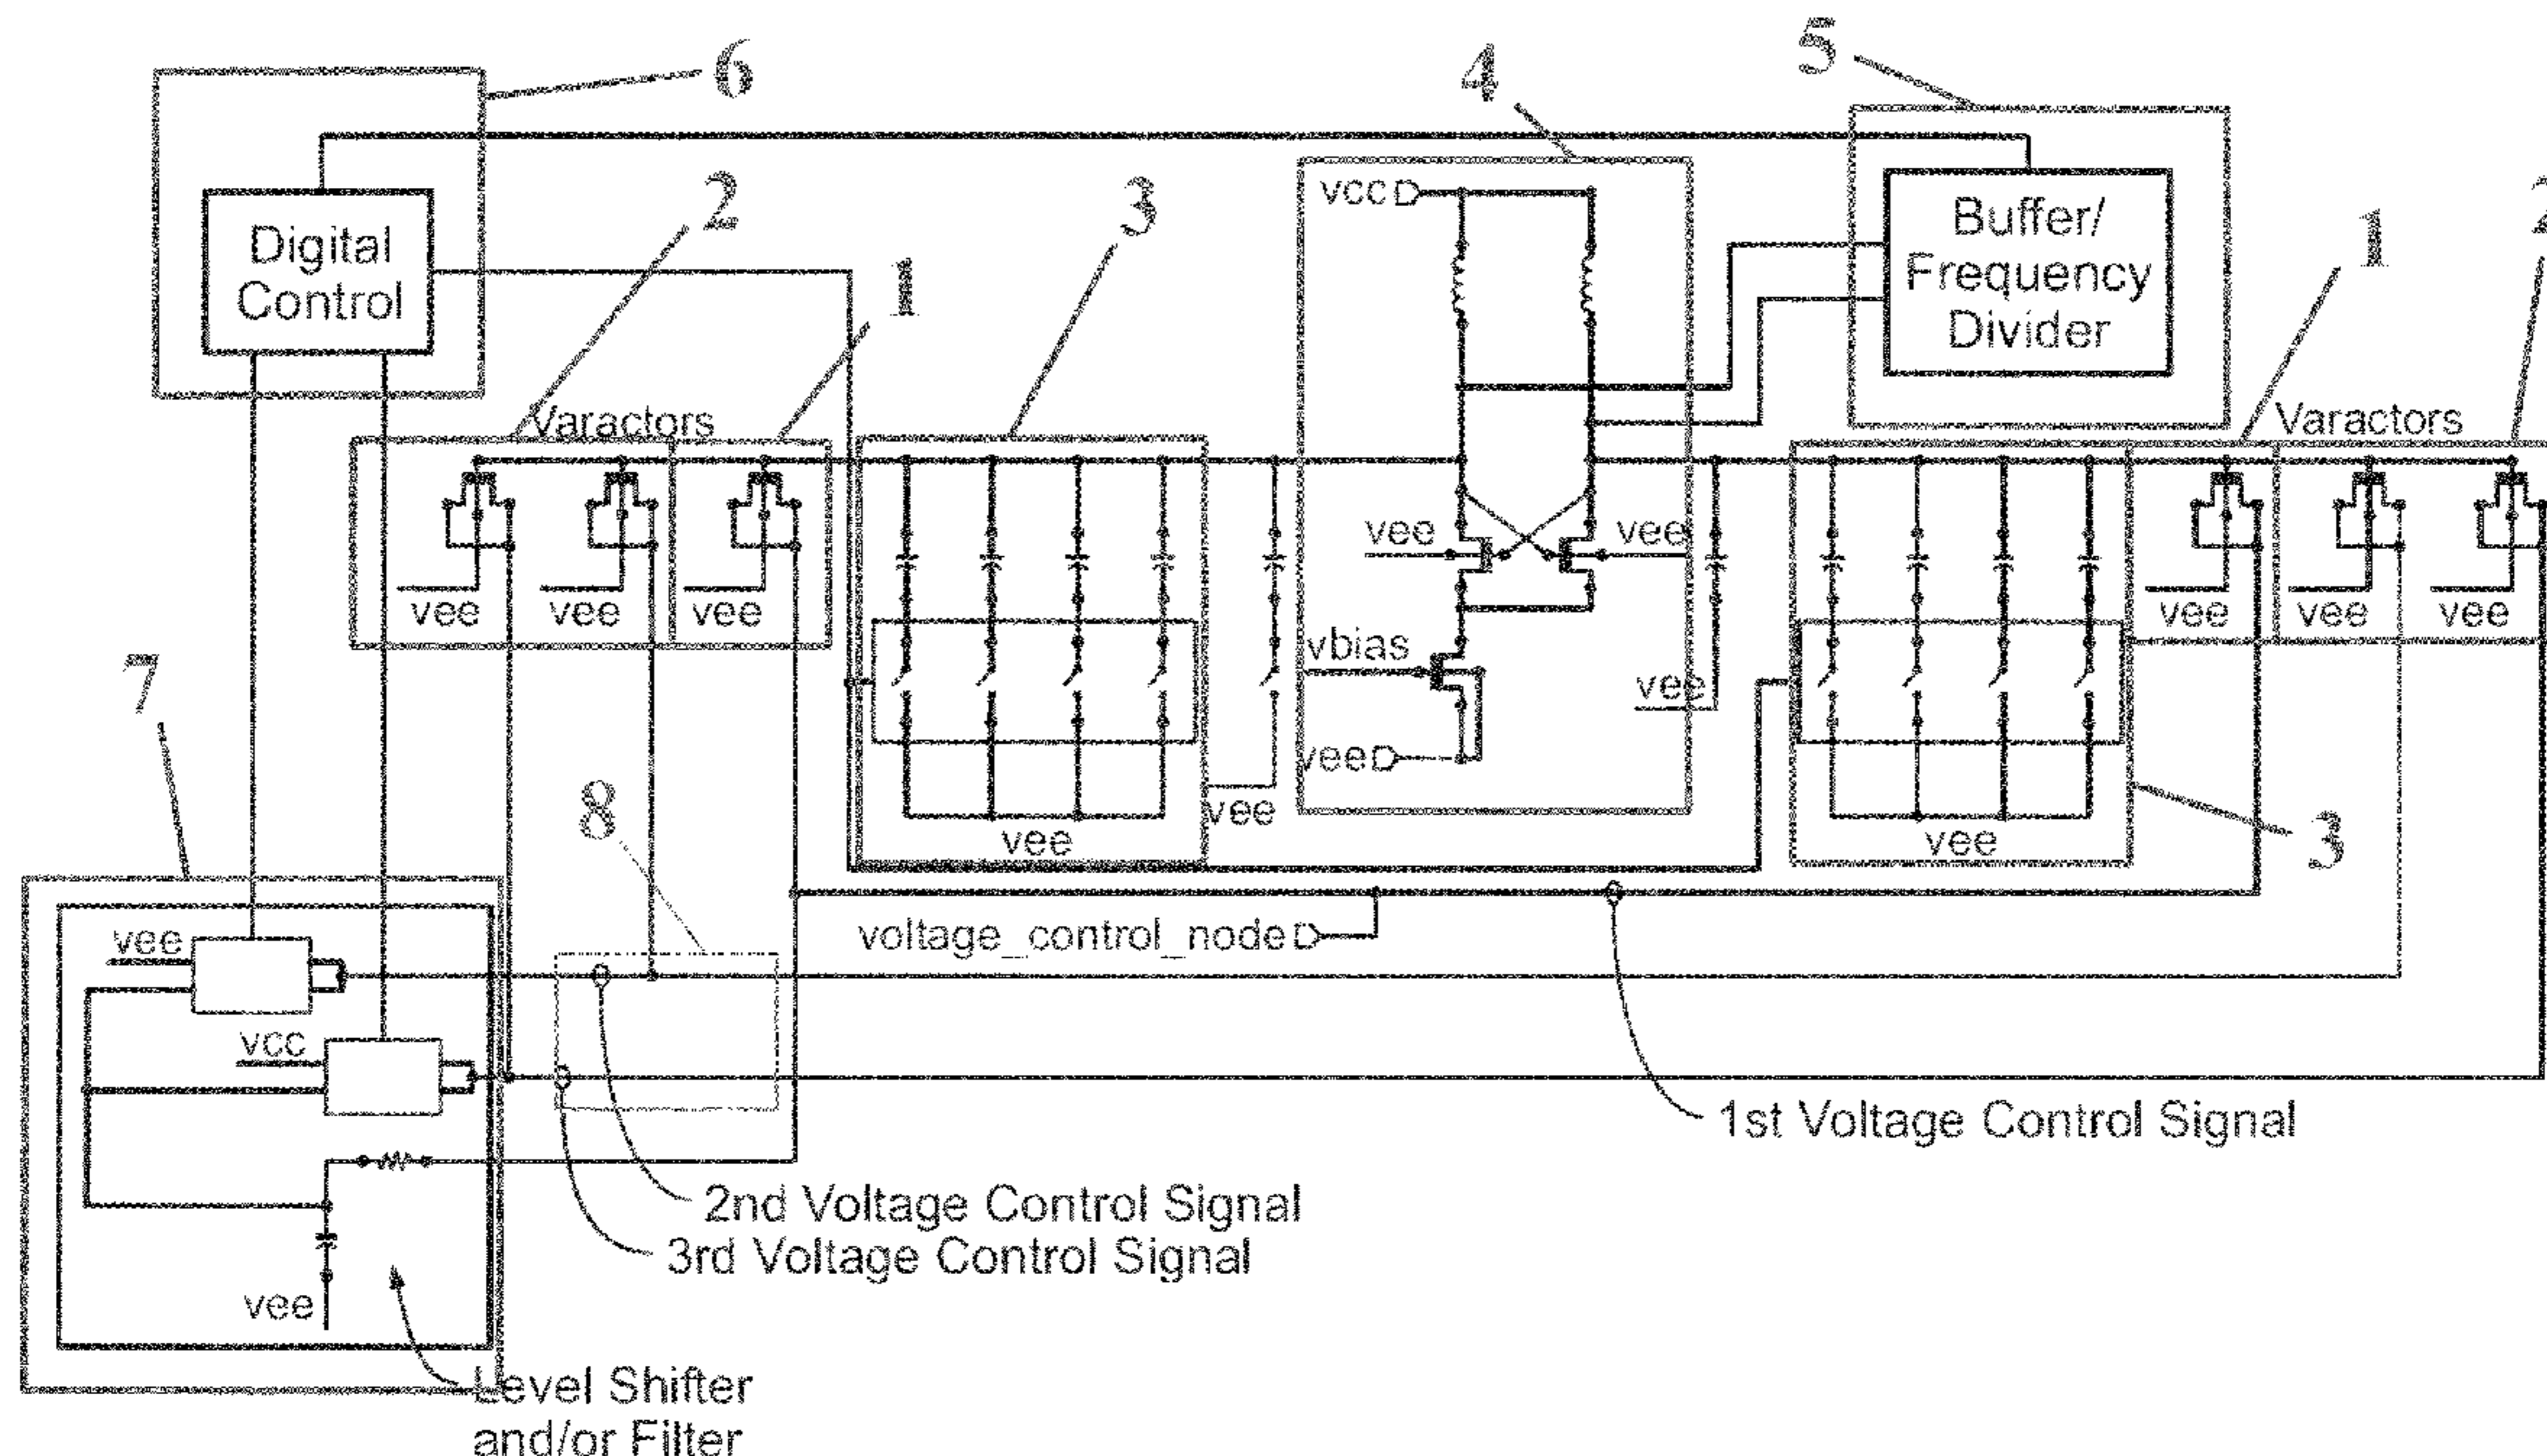 6
4
5
2
3
1
1
2
vcc
Digital
Control
Buffer/
Frequency
Divider
Varactors
Varactors
vee
vee
vee
vee
vee
vbias
vee
vee
vee
vee
vee
vee
vee
vee
7
8
3
voltage_control_node
vee
vcc
1st Voltage Control Signal
2nd Voltage Control Signal
3rd Voltage Control Signal
vee
Level Shifter
and/or Filter